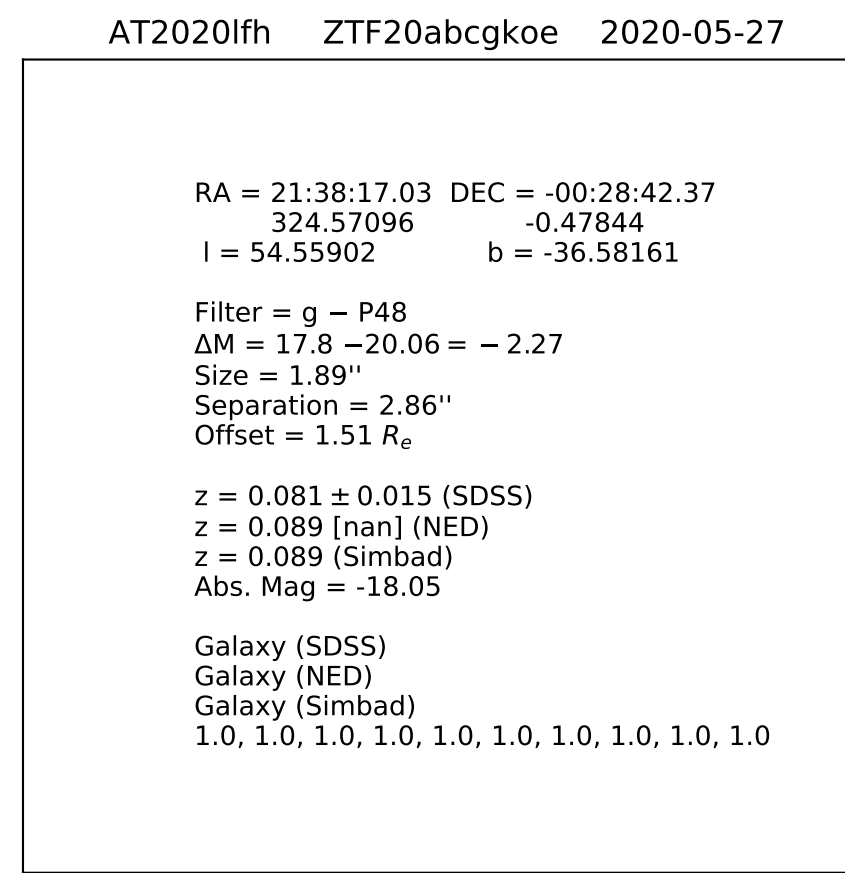 AT2020lfh ZTF20abcgkoe 2020-05-27
RA = 21:38:17.03 DEC = -00:28:42.37
324.57096 -0.47844
l = 54.55902 b = -36.58161
Filter = g − P48
ΔM = 17.8 −20.06 = − 2.27
Size = 1.89''
Separation = 2.86''
Offset = 1.51 Rₑ
z = 0.081 ± 0.015 (SDSS)
z = 0.089 [nan] (NED)
z = 0.089 (Simbad)
Abs. Mag = -18.05
Galaxy (SDSS)
Galaxy (NED)
Galaxy (Simbad)
1.0, 1.0, 1.0, 1.0, 1.0, 1.0, 1.0, 1.0, 1.0, 1.0